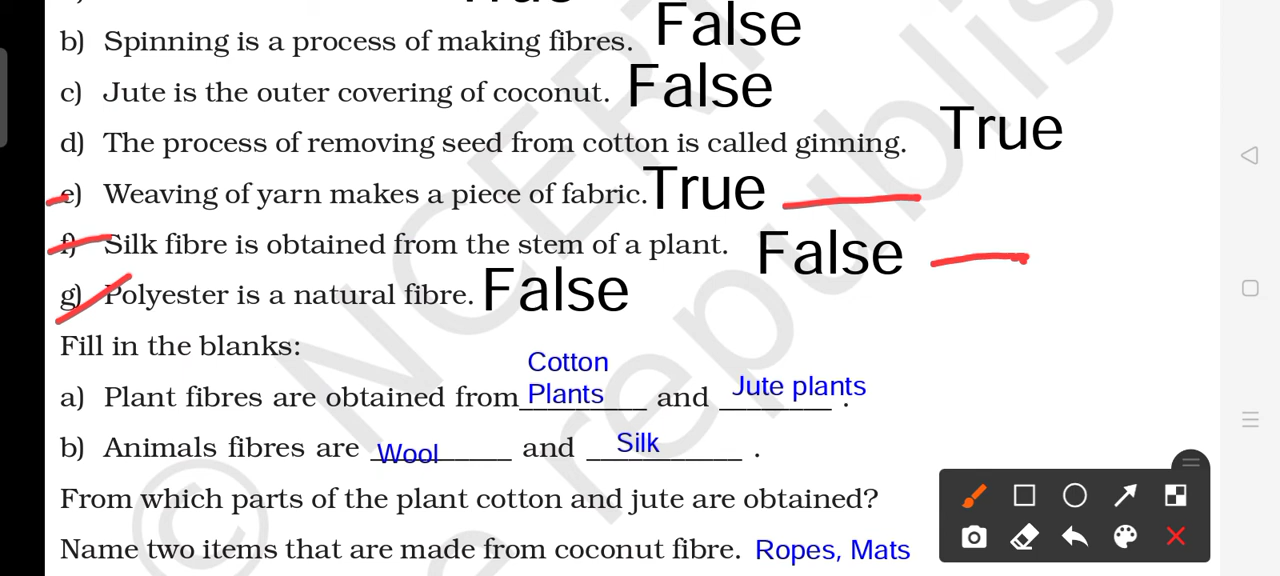 b) Spinning is a process of making fibres. False
c) Jute is the outer covering of coconut. False
d) The process of removing seed from cotton is called ginning. True
e) Weaving of yarn makes a piece of fabric. True
f) Silk fibre is obtained from the stem of a plant. False
g) Polyester is a natural fibre. False
Fill in the blanks:
a) Plant fibres are obtained from Cotton Plants and Jute plants .
b) Animals fibres are Wool and Silk .
From which parts of the plant cotton and jute are obtained?
Name two items that are made from coconut fibre. Ropes, Mats
© NCERT
republis